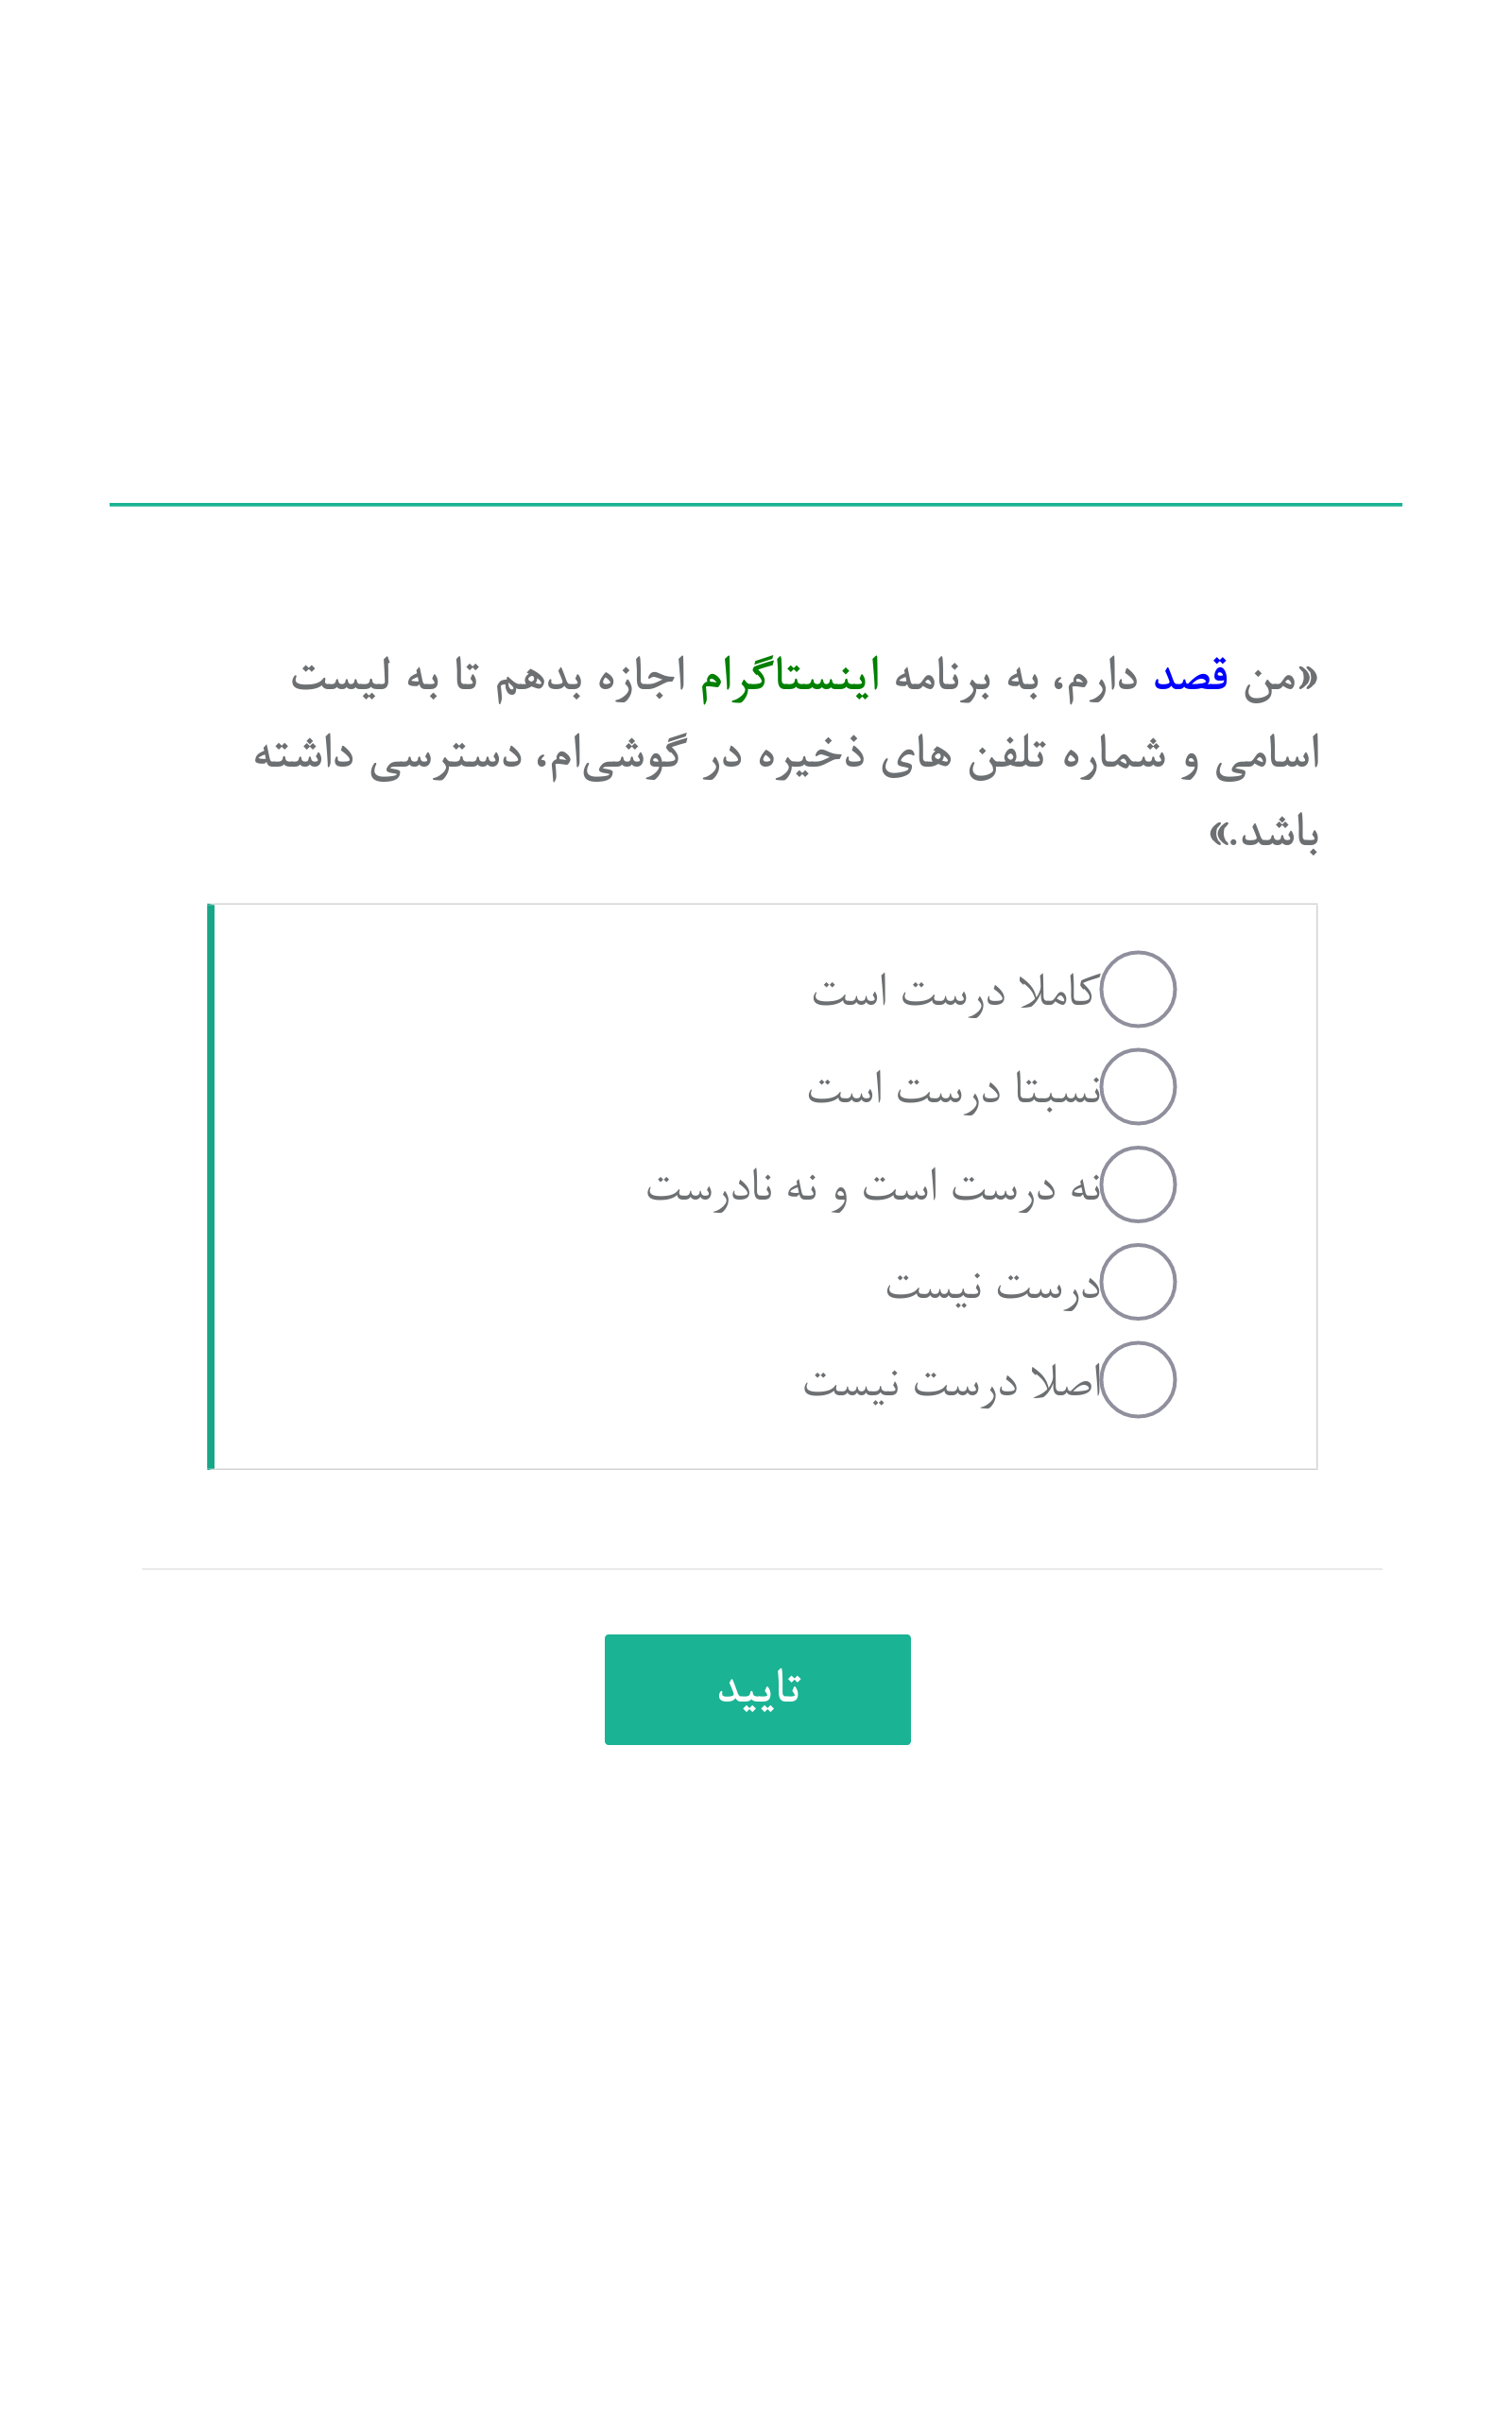 «من قصد دارم، به برنامه اینستاگرام اجازه بدهم تا به لیست
اسامی و شماره تلفن های ذخیره در گوشی‌ام، دسترسی داشته
باشد.»
کاملا درست است
نسبتا درست است
نه درست است و نه نادرست
درست نیست
اصلا درست نیست
تایید